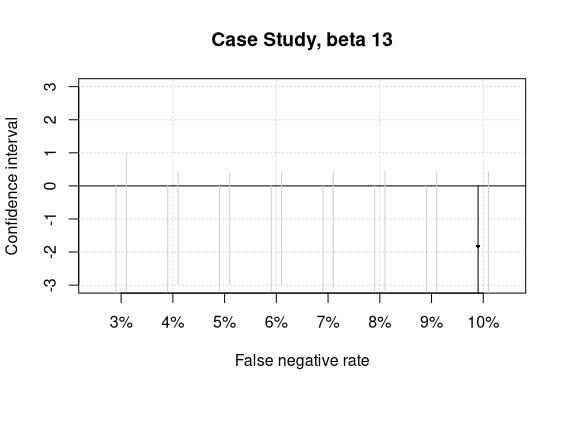 Case Study, beta 13
Confidence interval
3
2
1
0
-1
-2
-3
3% 4% 5% 6% 7% 8% 9% 10%
False negative rate